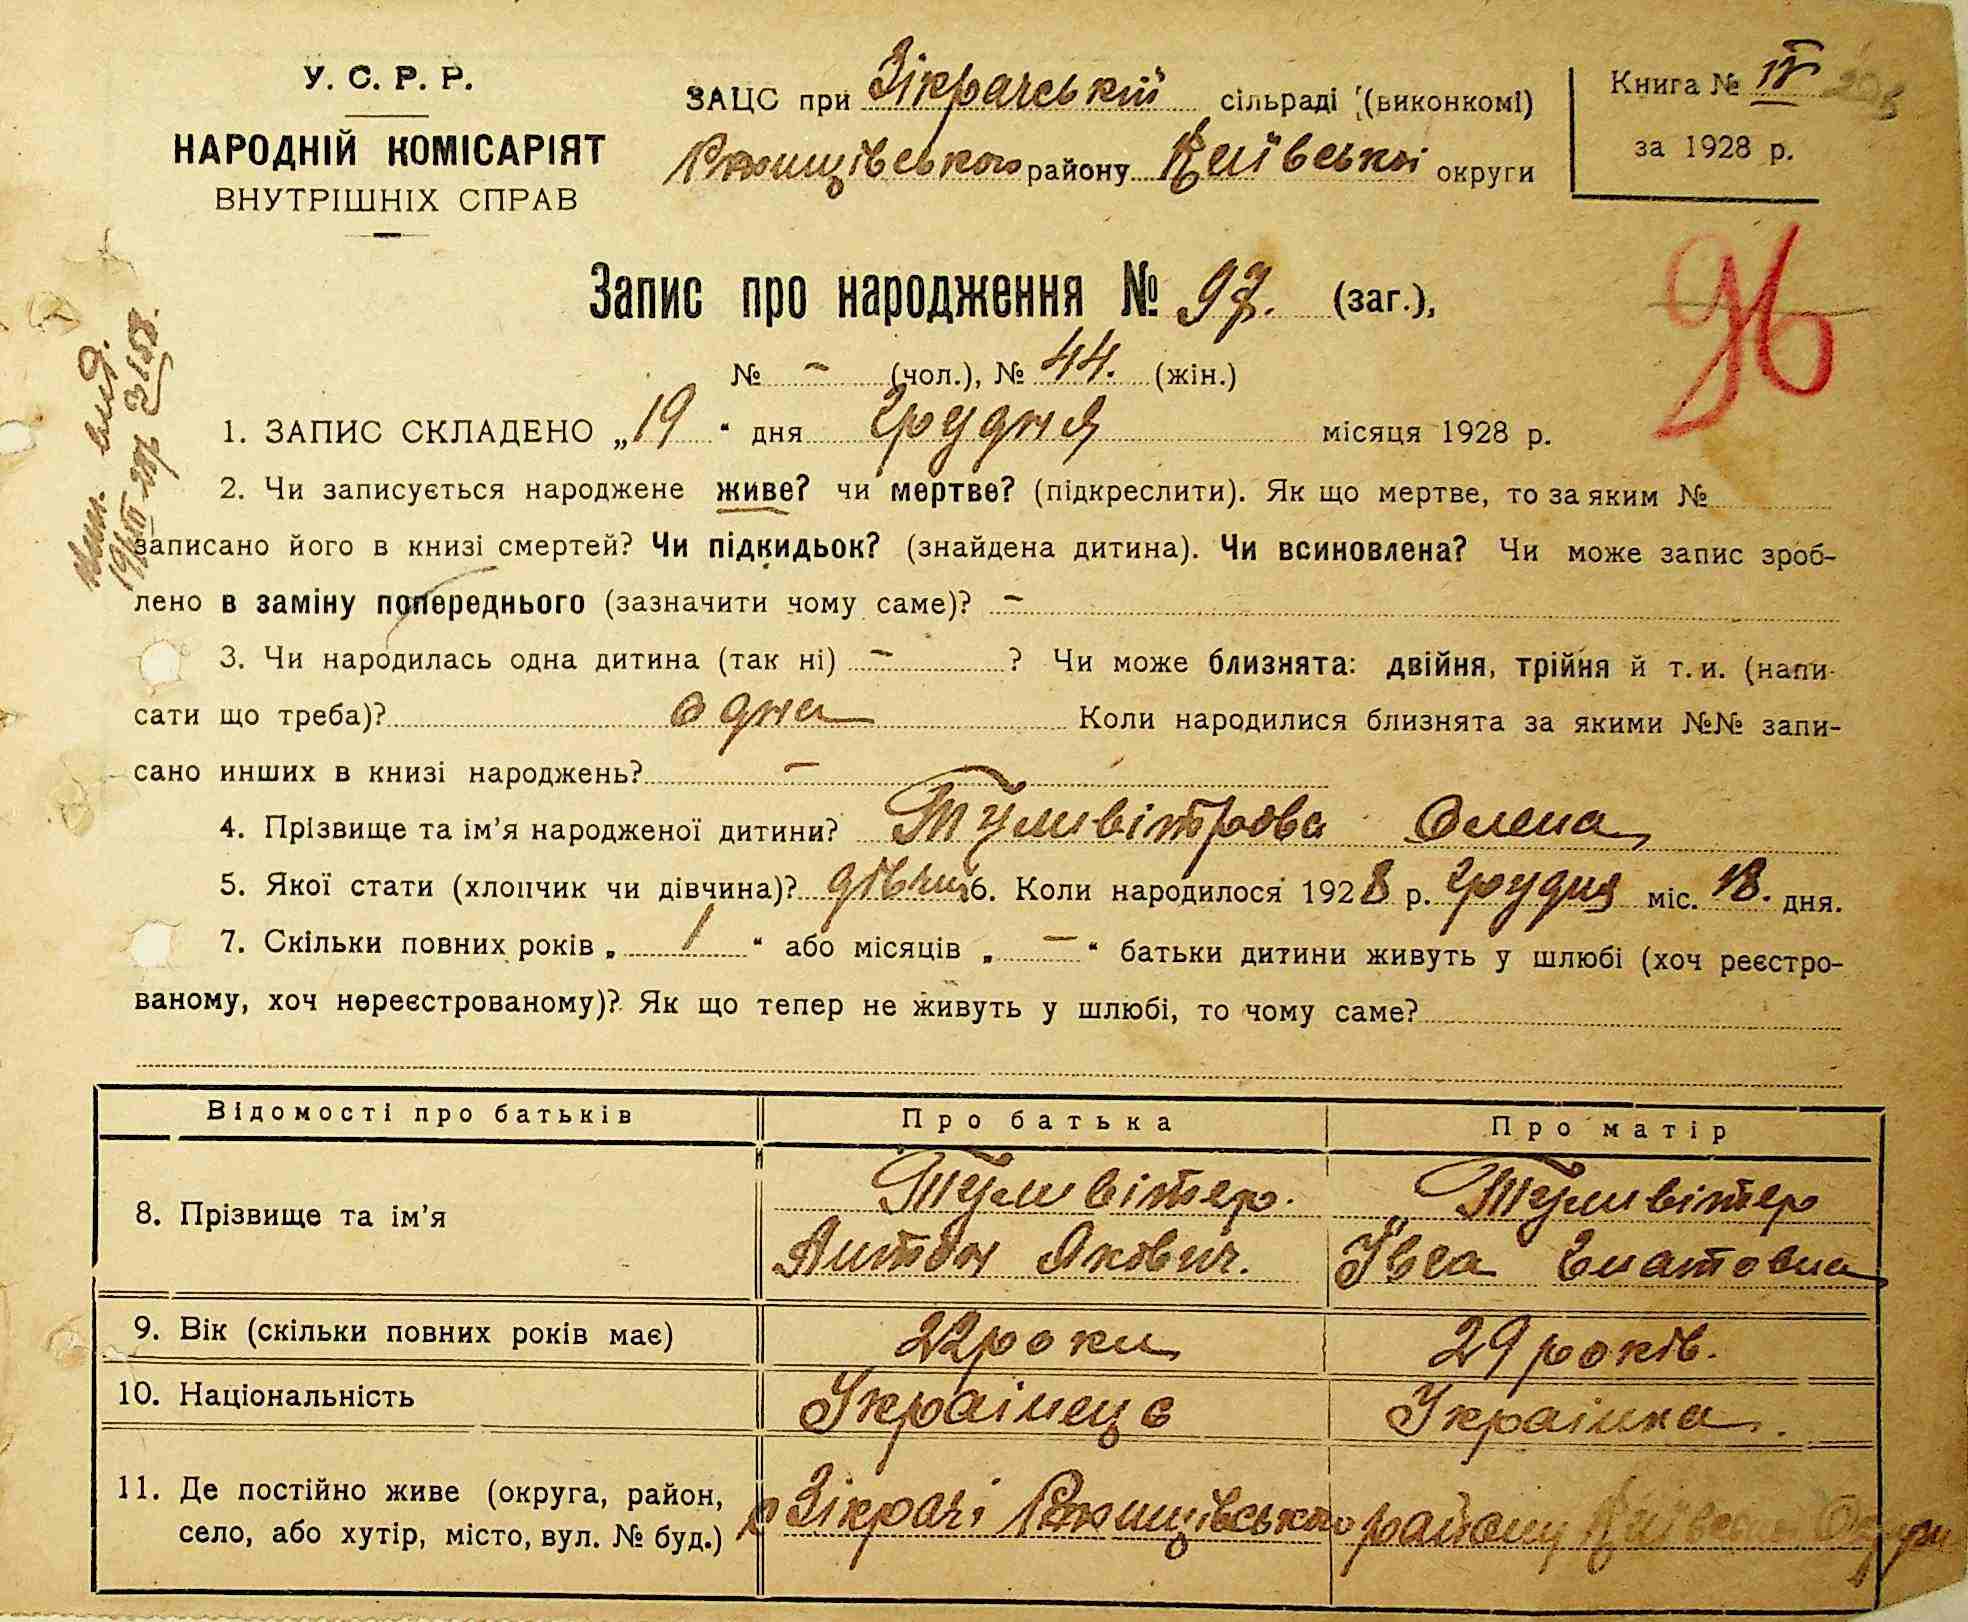 У. С. Р. Р.
НАРОДНІЙ КОМІСАРІЯТ
ВНУТРІШНІХ СПРАВ
ЗАЦС при Зікрачській сільраді (виконкомі)
Ржищівського району Київської округи
Книга № IV
за 1928 р.
Запис про народження № 97. (заг.),
96
№ - (чол.), № 44. (жін.)
1. ЗАПИС СКЛАДЕНО „19“ дня Грудня місяця 1928 р.
2. Чи записується народжене живе? чи мертве? (підкреслити). Як що мертве, то за яким №
записано його в книзі смертей? Чи підкидьок? (знайдена дитина). Чи всиновлена? Чи може запис зроб-
лено в заміну попереднього (зазначити чому саме)? -
3. Чи народилась одна дитина (так ні) - ? Чи може близнята: двійня, трійня й т. и. (напи-
сати що треба)? одна Коли народилися близнята за якими №№ запи-
сано инших в книзі народжень? -
4. Прізвище та ім’я народженої дитини? Тумвітрова Олена
5. Якої стати (хлопчик чи дівчина)? дівчи 6. Коли народилося 1928 р. Грудня міс. 18. дня.
7. Скільки повних років „ 1 “ або місяців „ - “ батьки дитини живуть у шлюбі (хоч реєстро-
ваному, хоч нереєстрованому)? Як що тепер не живуть у шлюбі, то чому саме?
Відомості про батьків Про батька Про матір
8. Прізвище та ім’я Тумвітер. Антон Якович. Тумвітер Ївга Гнатовна
9. Вік (скільки повних років має) 22 роки 29 років.
10. Національність Українець Українка.
11. Де постійно живе (округа, район,
село, або хутір, місто, вул. № буд.) с Зікрачі Ржищівського району Київськ Округи